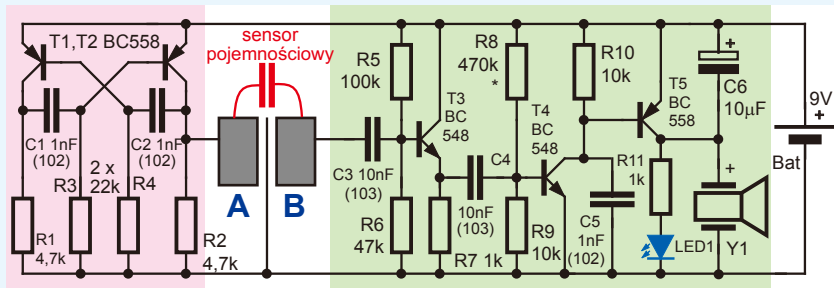 T1,T2 BC558
sensor
pojemnościowy
R5
100k
R8
470k
*
R10
10k
T3
BC
548
T4
BC
548
T5
BC
558
+
C6
10µF
9V
+
Bat
C1 1nF
(102)
C2 1nF
(102)
2 x
22k
R3
R4
R1
4,7k
R2
4,7k
A
B
C3 10nF
(103)
C4
10nF
(103)
R6
47k
R7 1k
R9
10k
C5
1nF
(102)
R11
1k
LED1
+
Y1